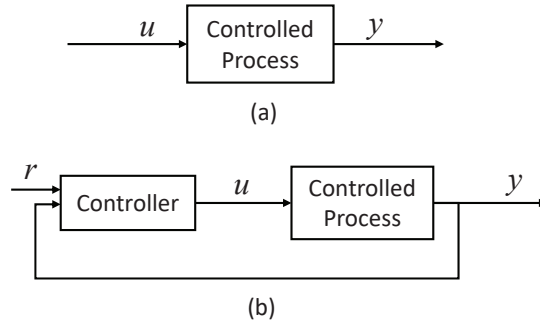 u
Controlled
Process
y
(a)
r
Controller
u
Controlled
Process
y
(b)